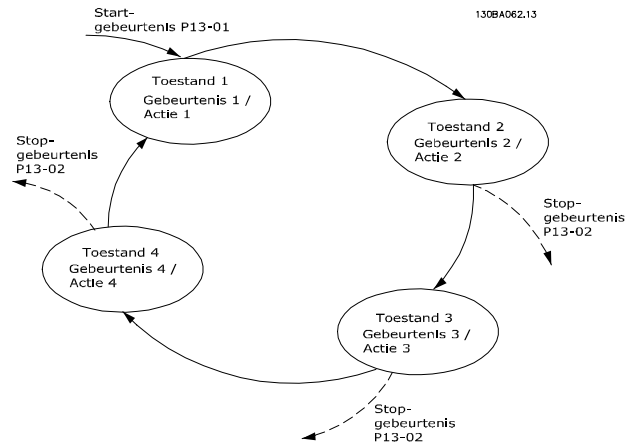 Start-
gebeurtenis P13-01
130BA062.13
Toestand 1
Gebeurtenis 1 /
Actie 1
Toestand 2
Gebeurtenis 2 /
Actie 2
Stop-
gebeurtenis
P13-02
Stop-
gebeurtenis
P13-02
Toestand 4
Gebeurtenis 4 /
Actie 4
Toestand 3
Gebeurtenis 3 /
Actie 3
Stop-
gebeurtenis
P13-02